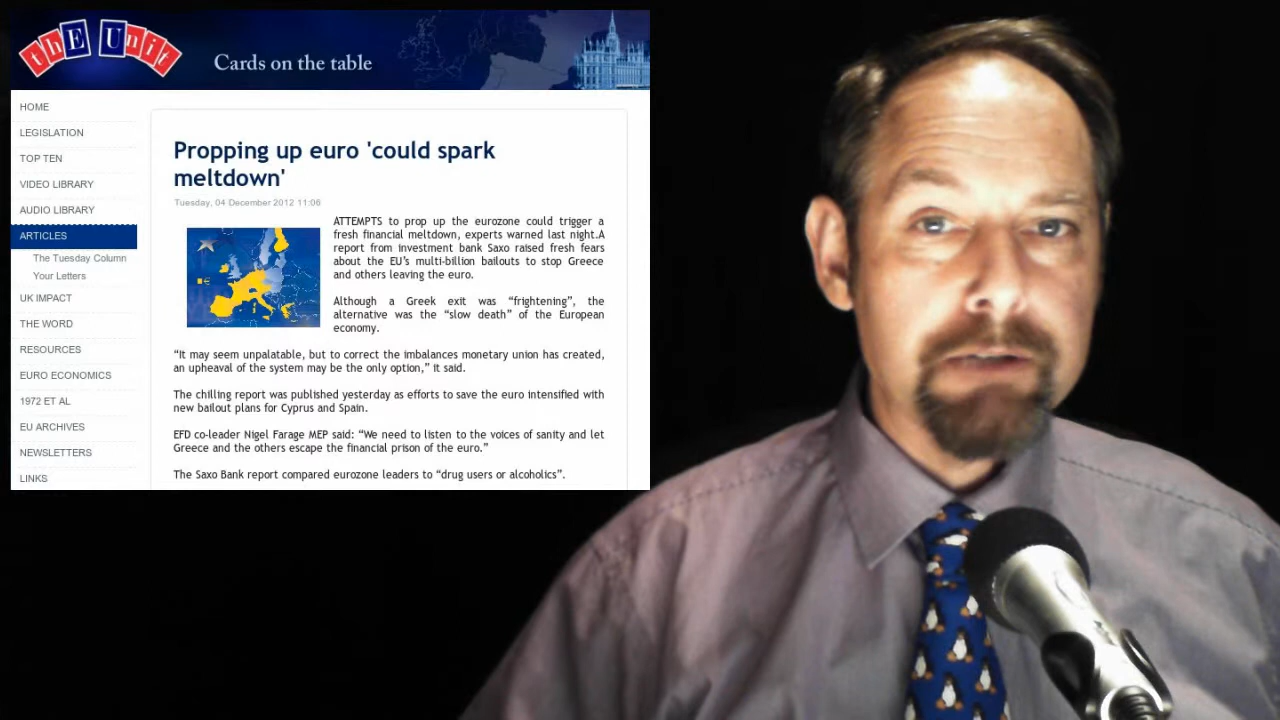 thE Unit
Cards on the table
HOME
LEGISLATION
TOP TEN
VIDEO LIBRARY
AUDIO LIBRARY
ARTICLES
The Tuesday Column
Your Letters
UK IMPACT
THE WORD
RESOURCES
EURO ECONOMICS
1972 ET AL
EU ARCHIVES
NEWSLETTERS
LINKS
Propping up euro 'could spark
meltdown'
Tuesday, 04 December 2012 11:06
ATTEMPTS to prop up the eurozone could trigger a
fresh financial meltdown, experts warned last night.A
report from investment bank Saxo raised fresh fears
about the EU's multi-billion bailouts to stop Greece
and others leaving the euro.
Although a Greek exit was “frightening”, the
alternative was the “slow death” of the European
economy.
“It may seem unpalatable, but to correct the imbalances monetary union has created,
an upheaval of the system may be the only option,” it said.
The chilling report was published yesterday as efforts to save the euro intensified with
new bailout plans for Cyprus and Spain.
EFD co-leader Nigel Farage MEP said: “We need to listen to the voices of sanity and let
Greece and the others escape the financial prison of the euro.”
The Saxo Bank report compared eurozone leaders to “drug users or alcoholics”.